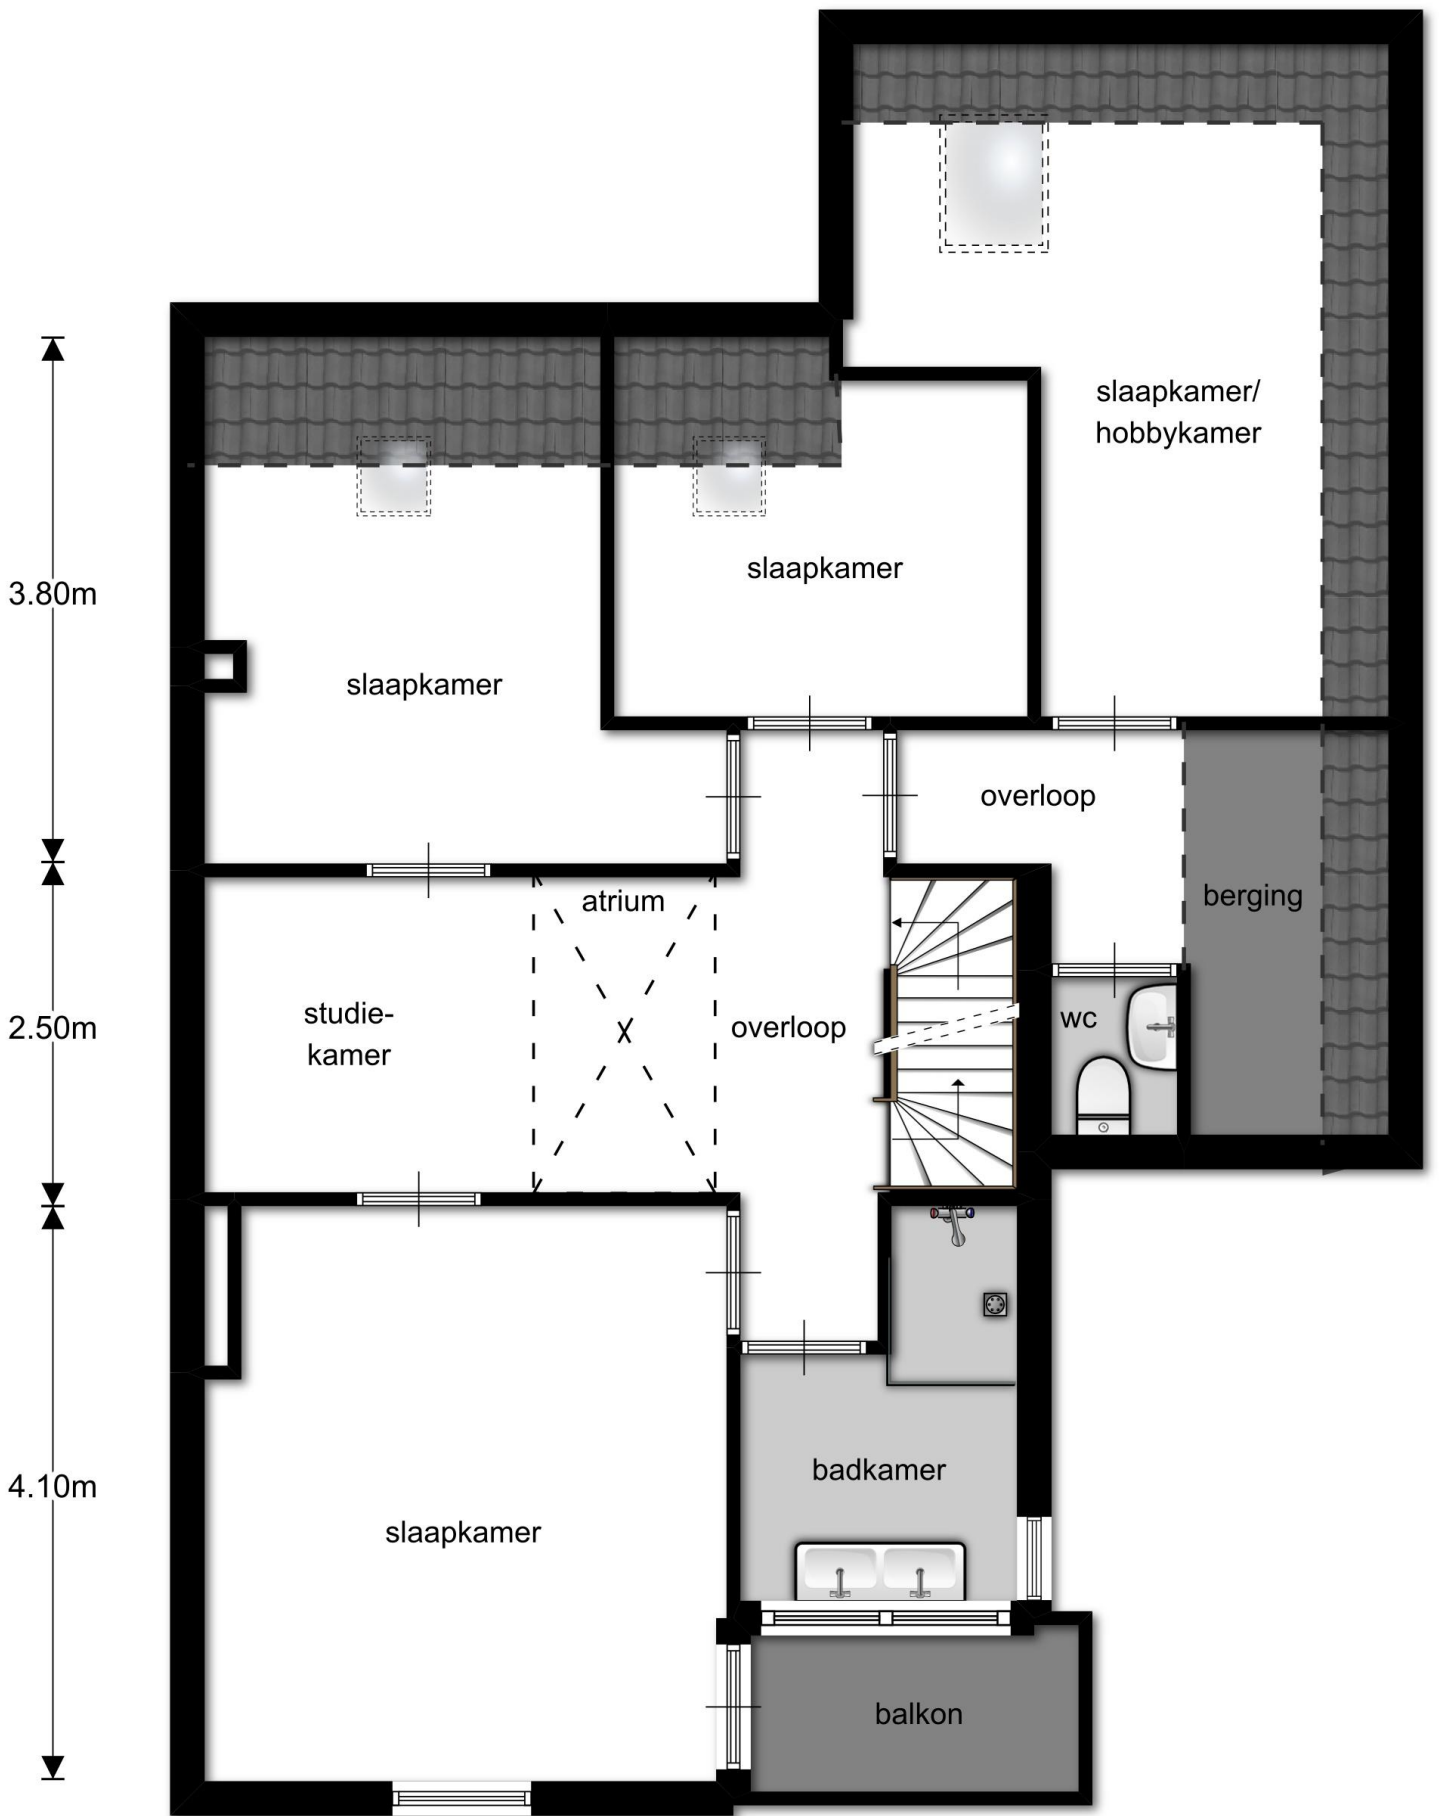 slaapkamer/
hobbykamer
slaapkamer
3.80m
slaapkamer
overloop
berging
atrium
studie-
kamer
2.50m
overloop
wc
badkamer
4.10m
slaapkamer
balkon